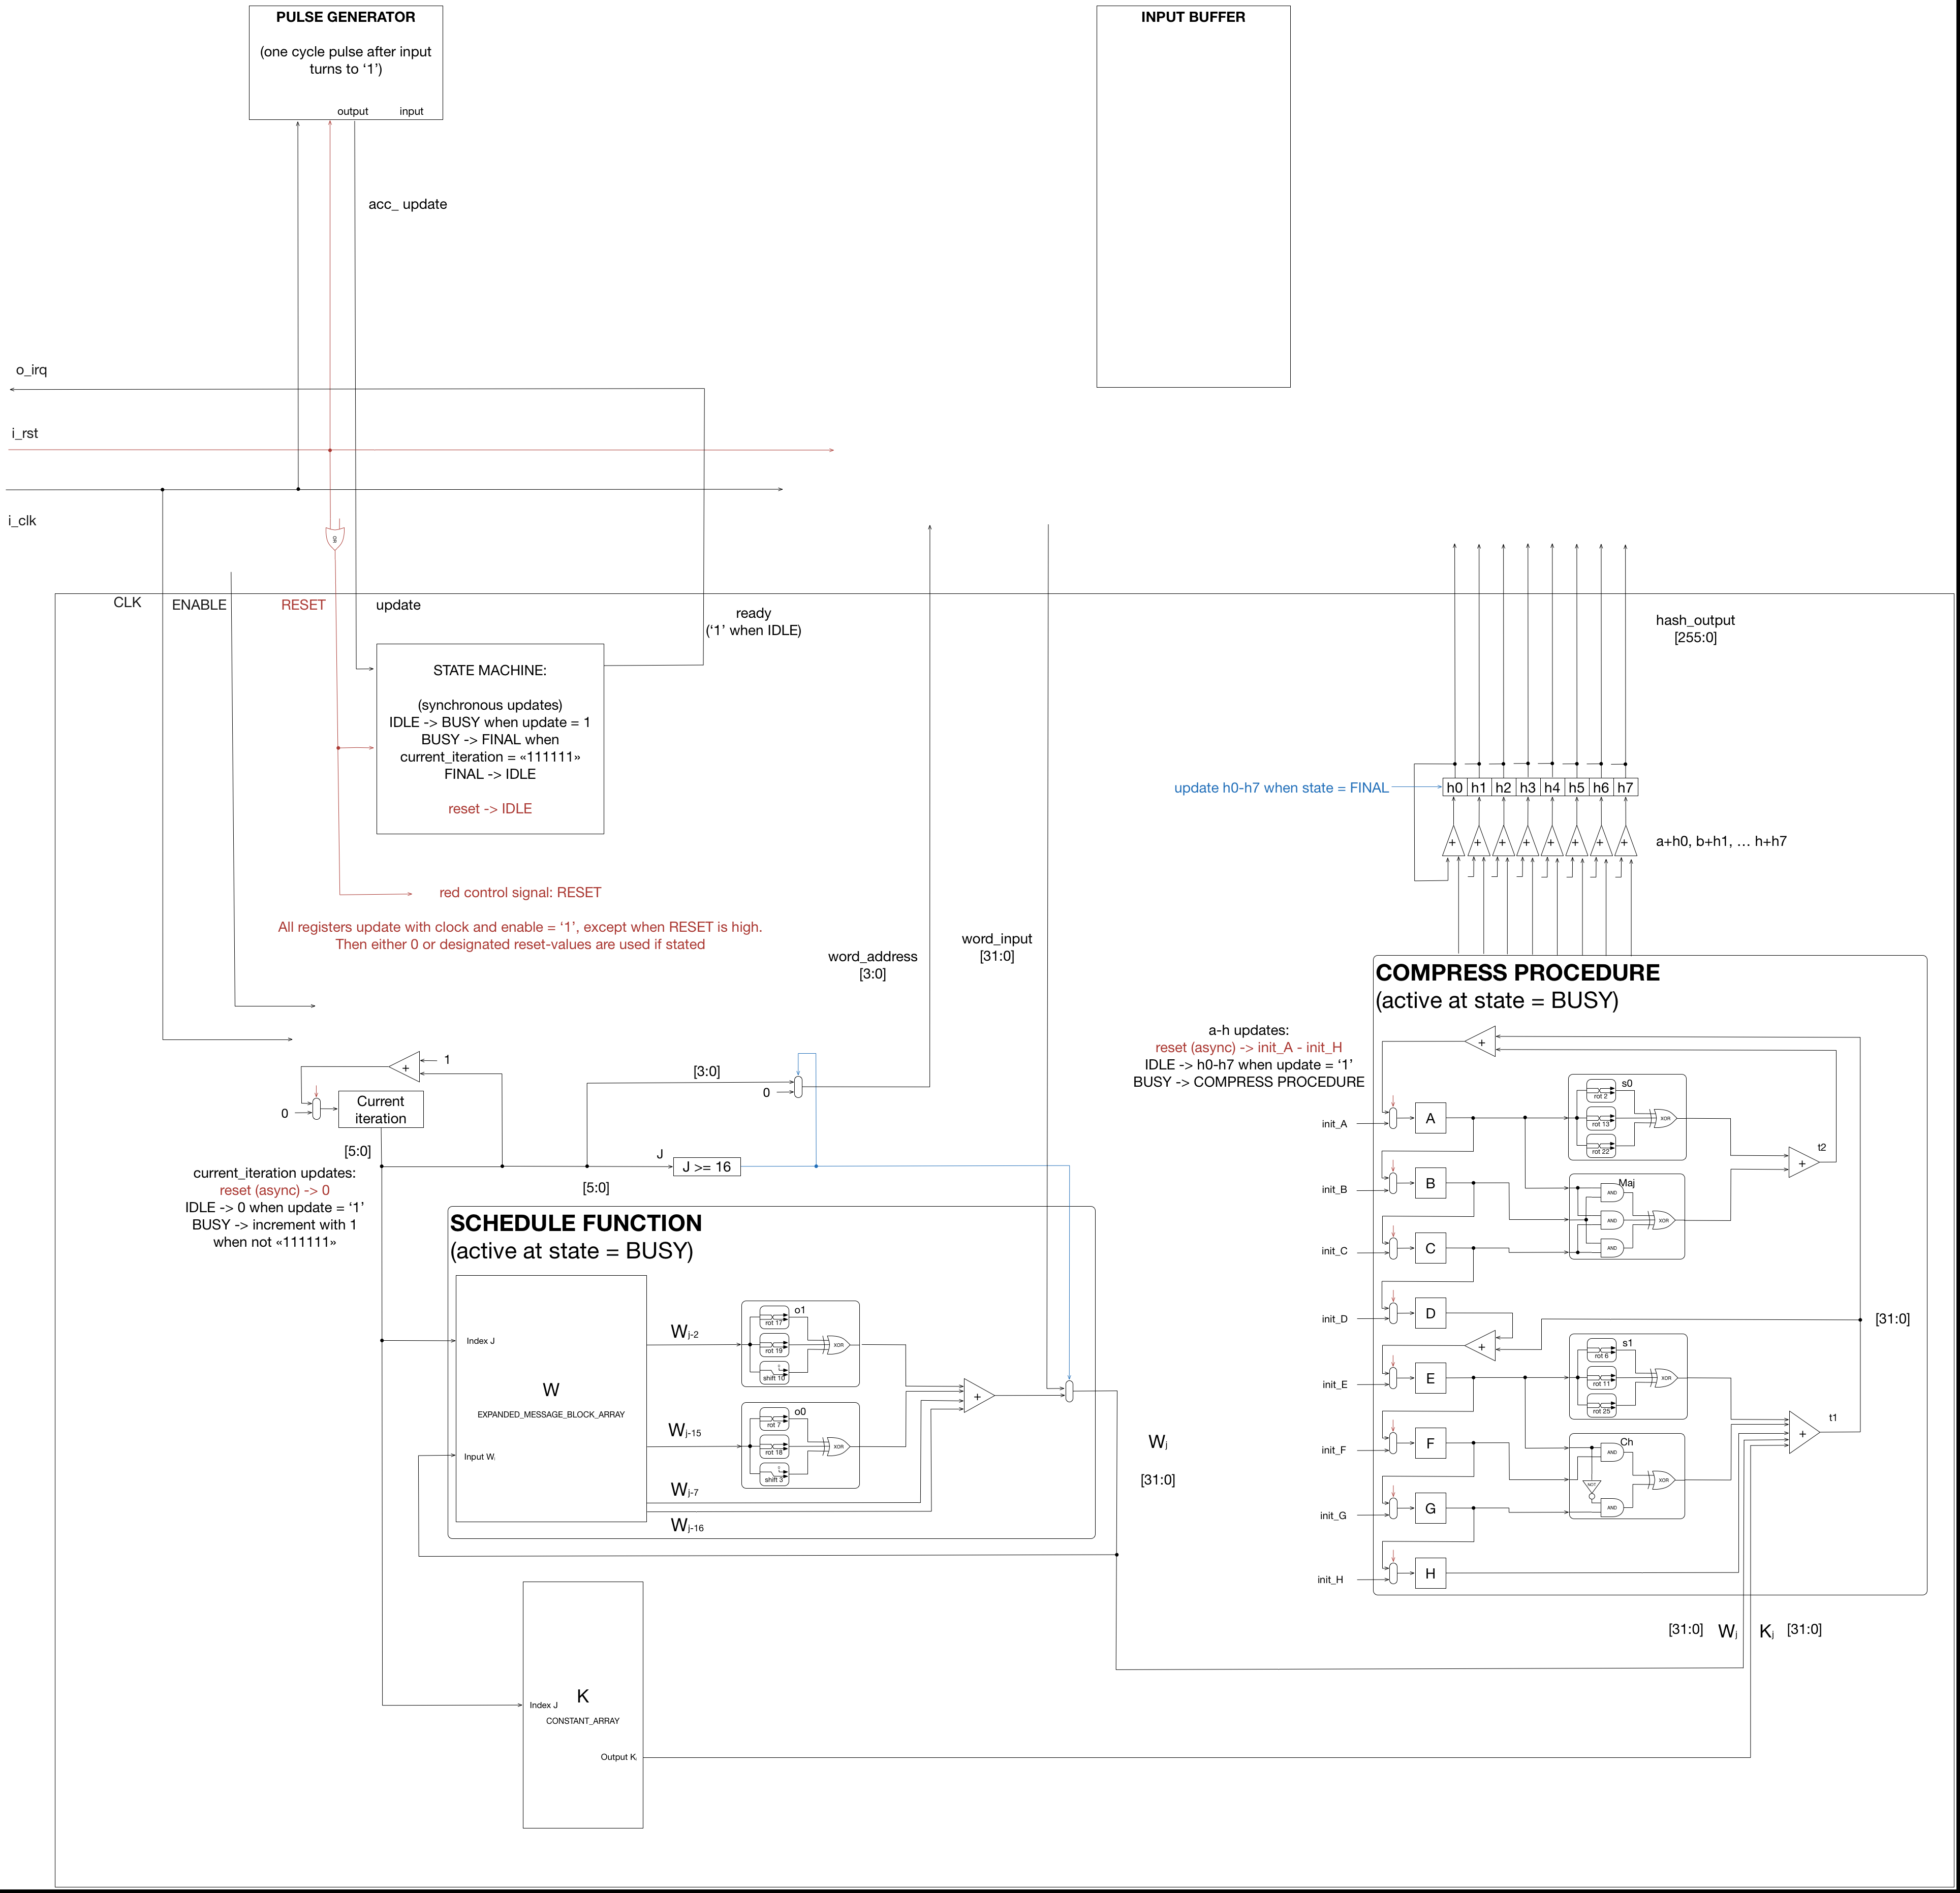 PULSE GENERATOR
(one cycle pulse after input
turns to ‘1’)
output
input
INPUT BUFFER
acc_ update
o_irq
i_rst
i_clk
OR
CLK
ENABLE
RESET
update
ready
(‘1’ when IDLE)
hash_output
[255:0]
STATE MACHINE:
(synchronous updates)
IDLE -> BUSY when update = 1
BUSY -> FINAL when
current_iteration = «111111»
FINAL -> IDLE
reset -> IDLE
update h0-h7 when state = FINAL
h0 h1 h2 h3 h4 h5 h6 h7
+ + + + + + + +
a+h0, b+h1, … h+h7
red control signal: RESET
All registers update with clock and enable = ‘1’, except when RESET is high.
Then either 0 or designated reset-values are used if stated
word_address
[3:0]
word_input
[31:0]
COMPRESS PROCEDURE
(active at state = BUSY)
a-h updates:
reset (async) -> init_A - init_H
IDLE -> h0-h7 when update = ‘1’
BUSY -> COMPRESS PROCEDURE
+
1
+
0
Current
iteration
[5:0]
[3:0]
0
J
J >= 16
[5:0]
current_iteration updates:
reset (async) -> 0
IDLE -> 0 when update = ‘1’
BUSY -> increment with 1
when not «111111»
SCHEDULE FUNCTION
(active at state = BUSY)
Index J
W
EXPANDED_MESSAGE_BLOCK_ARRAY
Input Wⱼ
Wj-2
o1
rot 17
rot 19
shift 10
XOR
Wj-15
o0
rot 7
rot 18
shift 3
XOR
Wj-7
Wj-16
+
Wj
[31:0]
init_A
A
s0
rot 2
rot 13
rot 22
XOR
t2
+
init_B
B
Maj
AND
AND
AND
XOR
init_C
C
init_D
D
[31:0]
+
init_E
E
s1
rot 6
rot 11
rot 25
XOR
t1
+
init_F
F
Ch
AND
NOT
AND
XOR
init_G
G
init_H
H
[31:0] Wj Kj [31:0]
Index J
K
CONSTANT_ARRAY
Output Kⱼ